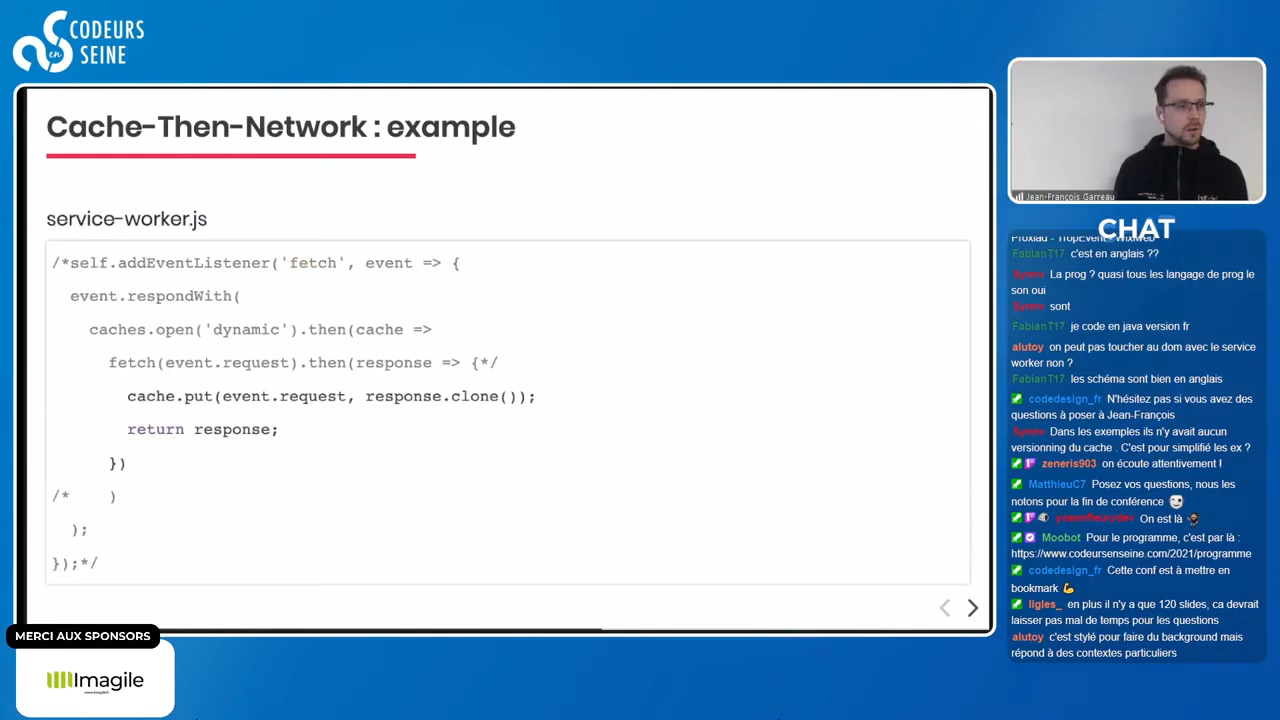 CODEURS
en
SEINE
Cache-Then-Network : example
service-worker.js
/*self.addEventListener('fetch', event => {
event.respondWith(
caches.open('dynamic').then(cache =>
fetch(event.request).then(response => {*/
cache.put(event.request, response.clone());
return response;
})
/* )
);
});*/
MERCI AUX SPONSORS
Imagile
www.imagile.fr
Jean-François Garreau
CHAT
Proxiad - TropEvent, Wixiweb
FabianT17 c'est en anglais ??
La prog ? quasi tous les langage de prog le
son oui
sont
FabianT17 je code en java version fr
alutoy on peut pas toucher au dom avec le service
worker non ?
FabianT17 les schéma sont bien en anglais
codedesign_fr N'hésitez pas si vous avez des
questions à poser à Jean-François
Dans les exemples ils n'y avait aucun
versionning du cache . C'est pour simplifié les ex ?
zeneris903 on écoute attentivement !
MatthieuC7 Posez vos questions, nous les
notons pour la fin de conférence
yoannfleurydev On est là
Moobot Pour le programme, c'est par là :
https://www.codeursenseine.com/2021/programme
codedesign_fr Cette conf est à mettre en
bookmark
ligles_ en plus il n'y a que 120 slides, ca devrait
laisser pas mal de temps pour les questions
alutoy c'est stylé pour faire du background mais
répond à des contextes particuliers